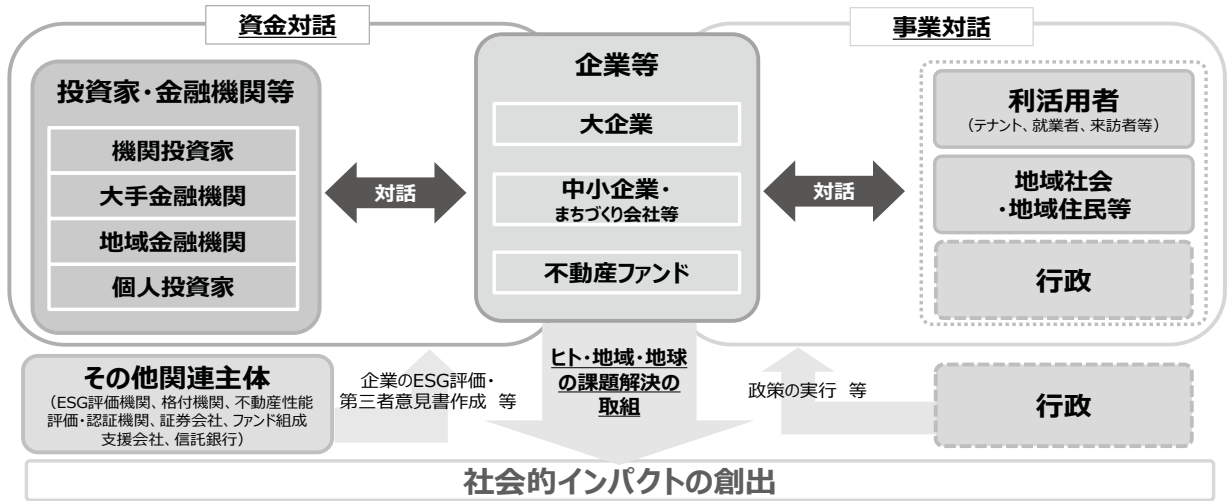 資金対話
投資家・金融機関等
機関投資家
大手金融機関
地域金融機関
個人投資家
対話
企業等
大企業
中小企業・
まちづくり会社等
不動産ファンド
対話
事業対話
利活用者
（テナント、就業者、来訪者等）
地域社会
・地域住民等
行政
その他関連主体
（ESG評価機関、格付機関、不動産性能
評価・認証機関、証券会社、ファンド組成
支援会社、信託銀行）
企業のESG評価・
第三者意見書作成 等
ヒト・地域・地球
の課題解決の
取組
政策の実行 等
行政
社会的インパクトの創出